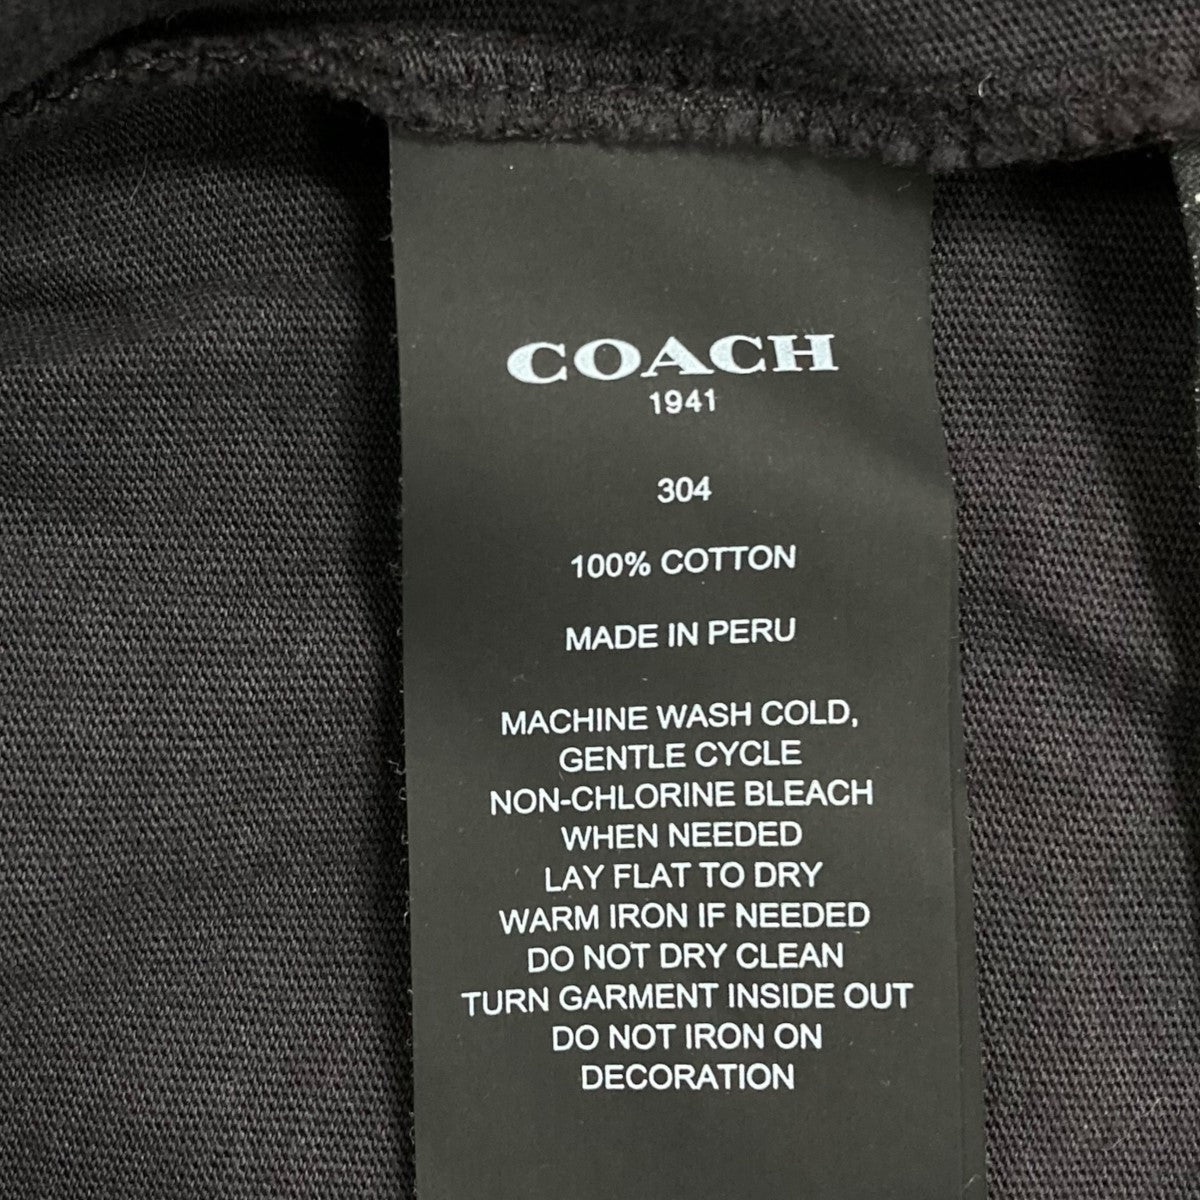 COACH
1941
304
100% COTTON
MADE IN PERU
MACHINE WASH COLD,
GENTLE CYCLE
NON-CHLORINE BLEACH
WHEN NEEDED
LAY FLAT TO DRY
WARM IRON IF NEEDED
DO NOT DRY CLEAN
TURN GARMENT INSIDE OUT
DO NOT IRON ON
DECORATION